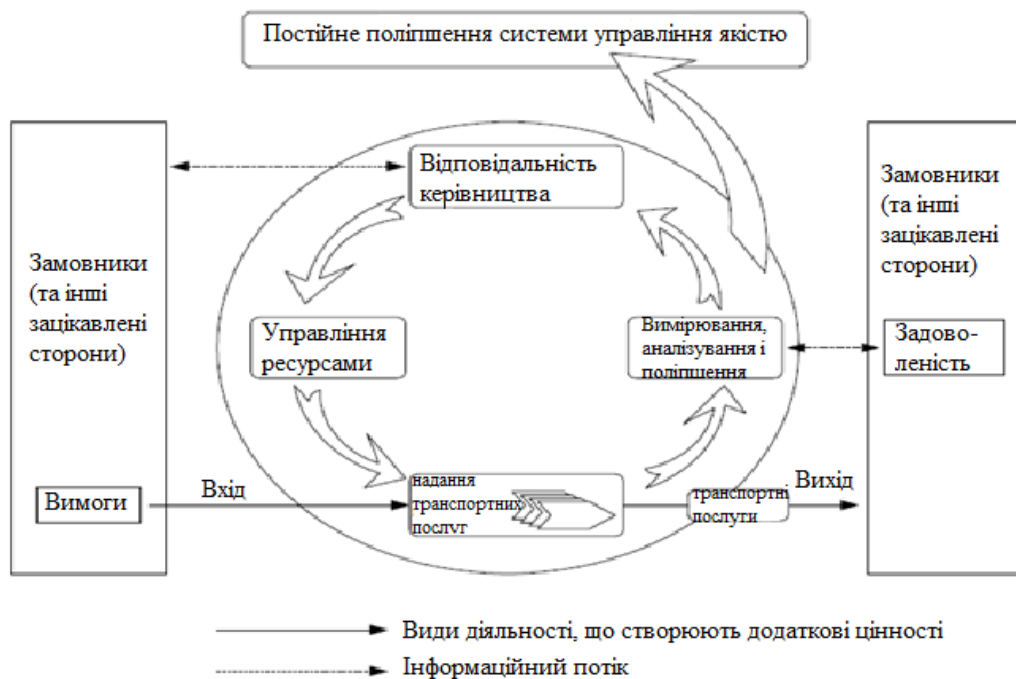 Постійне поліпшення системи управління якістю
Замовники
(та інші
зацікавлені
сторони)
Вимоги
Вхід
Відповідальність
керівництва
Управління
ресурсами
Вимірювання,
аналізування і
поліпшення
надання
транспортних
послуг
транспортні
послуги
Вихід
Замовники
(та інші
зацікавлені
сторони)
Задово-
леність
Види діяльності, що створюють додаткові цінності
Інформаційний потік